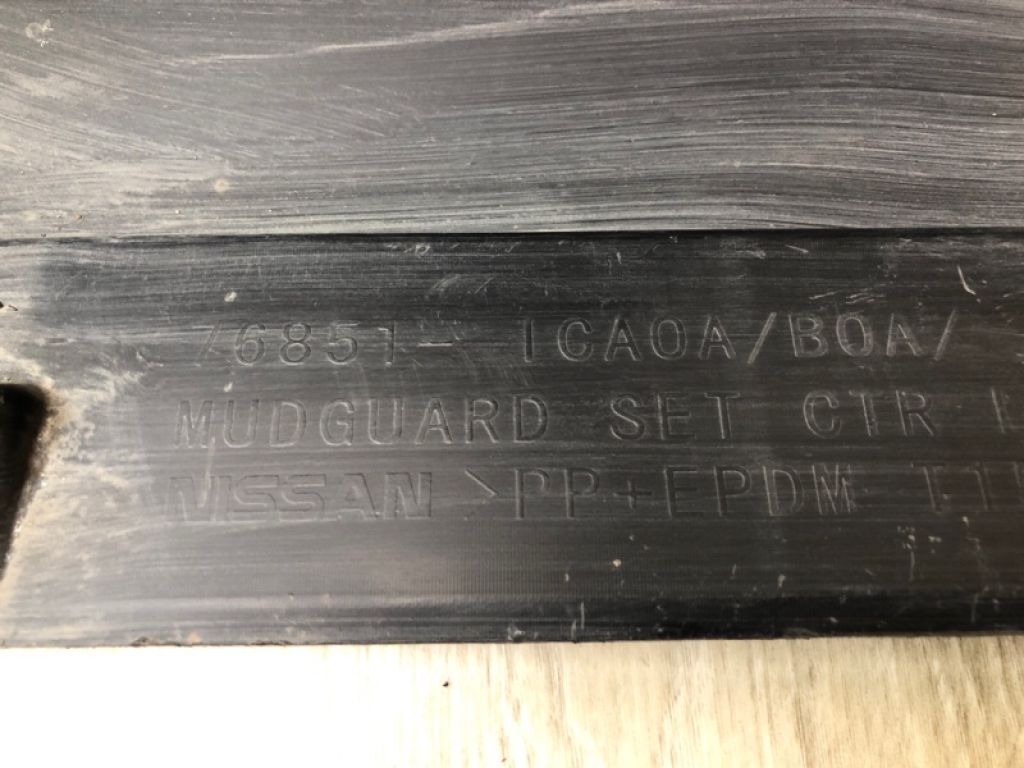 76851- 1CA0A/B0A/
MUDGUARD SET CTR
NISSAN >PP+EPDM